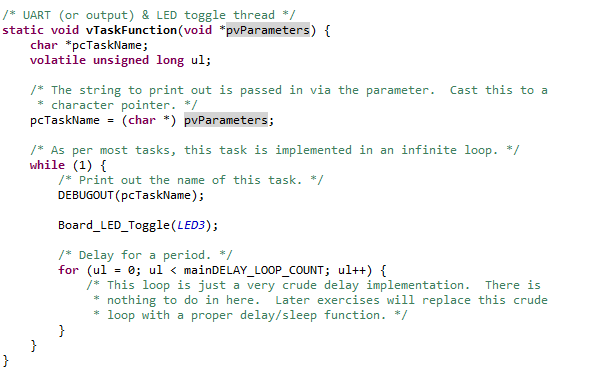 /* UART (or output) & LED toggle thread */
static void vTaskFunction(void *pvParameters) {
    char *pcTaskName;
    volatile unsigned long ul;

    /* The string to print out is passed in via the parameter.  Cast this to a
     * character pointer. */
    pcTaskName = (char *) pvParameters;

    /* As per most tasks, this task is implemented in an infinite loop. */
    while (1) {
        /* Print out the name of this task. */
        DEBUGOUT(pcTaskName);

        Board_LED_Toggle(LED3);

        /* Delay for a period. */
        for (ul = 0; ul < mainDELAY_LOOP_COUNT; ul++) {
            /* This loop is just a very crude delay implementation.  There is
             * nothing to do in here.  Later exercises will replace this crude
             * loop with a proper delay/sleep function. */
        }
    }
}